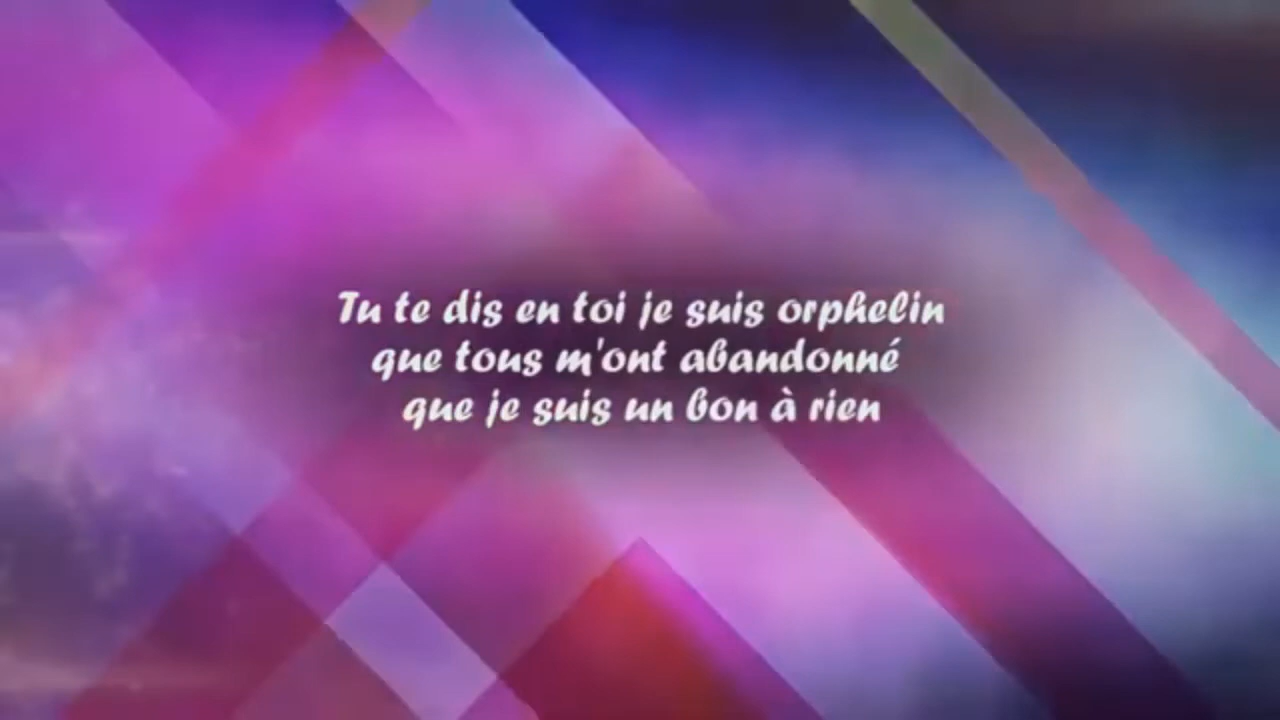 Tu te dis en toi je suis orphelin
que tous m'ont abandonné
que je suis un bon à rien